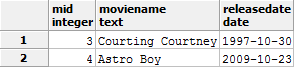 mid moviename releasedate
integer text date
1 3 Courting Courtney 1997-10-30
2 4 Astro Boy 2009-10-23